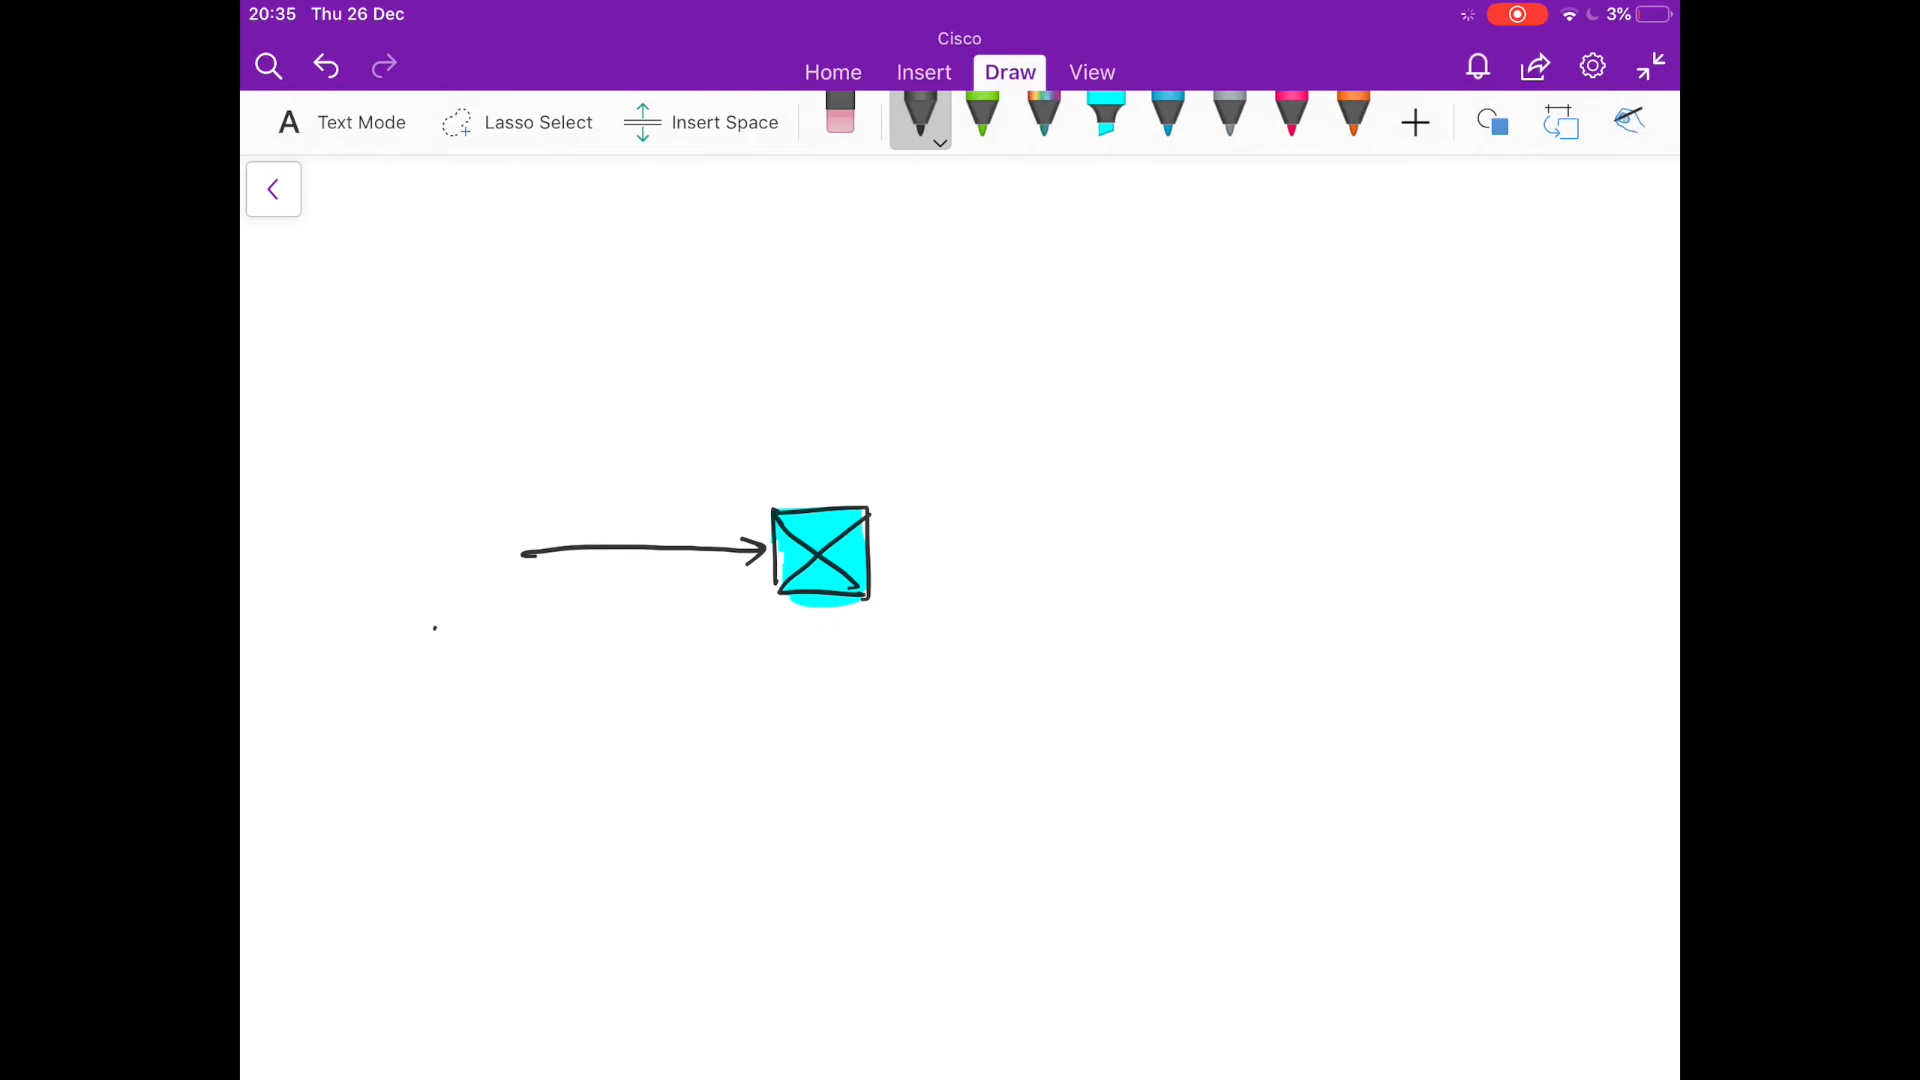 20:35 Thu 26 Dec
3%
Cisco
Home Insert Draw View
A Text Mode Lasso Select Insert Space